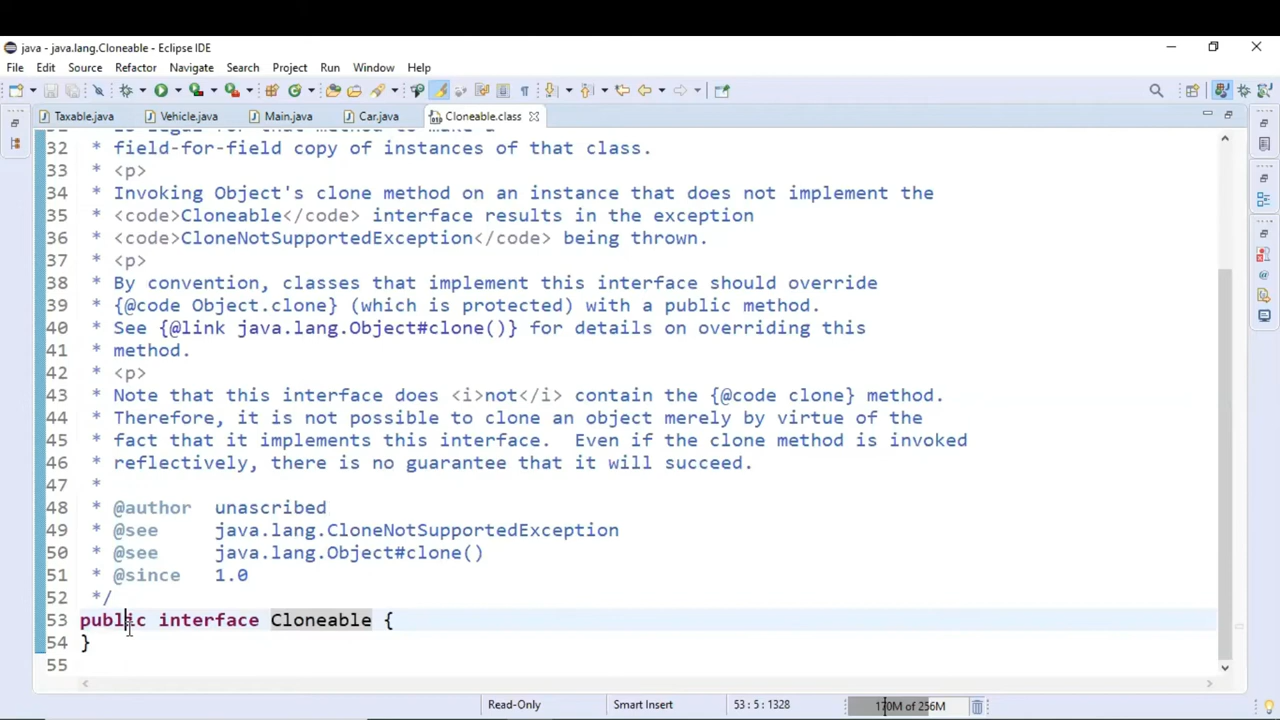 java - java.lang.Cloneable - Eclipse IDE
File Edit Source Refactor Navigate Search Project Run Window Help
Taxable.java Vehicle.java Main.java Car.java Cloneable.class
32 * field-for-field copy of instances of that class.
33 * <p>
34 * Invoking Object's clone method on an instance that does not implement the
35 * <code>Cloneable</code> interface results in the exception
36 * <code>CloneNotSupportedException</code> being thrown.
37 * <p>
38 * By convention, classes that implement this interface should override
39 * {@code Object.clone} (which is protected) with a public method.
40 * See {@link java.lang.Object#clone()} for details on overriding this
41 * method.
42 * <p>
43 * Note that this interface does <i>not</i> contain the {@code clone} method.
44 * Therefore, it is not possible to clone an object merely by virtue of the
45 * fact that it implements this interface.  Even if the clone method is invoked
46 * reflectively, there is no guarantee that it will succeed.
47 *
48 * @author unascribed
49 * @see java.lang.CloneNotSupportedException
50 * @see java.lang.Object#clone()
51 * @since 1.0
52 */
53 public interface Cloneable {
54 }
55
Read-Only Smart Insert 53 : 5 : 1328 170M of 256M